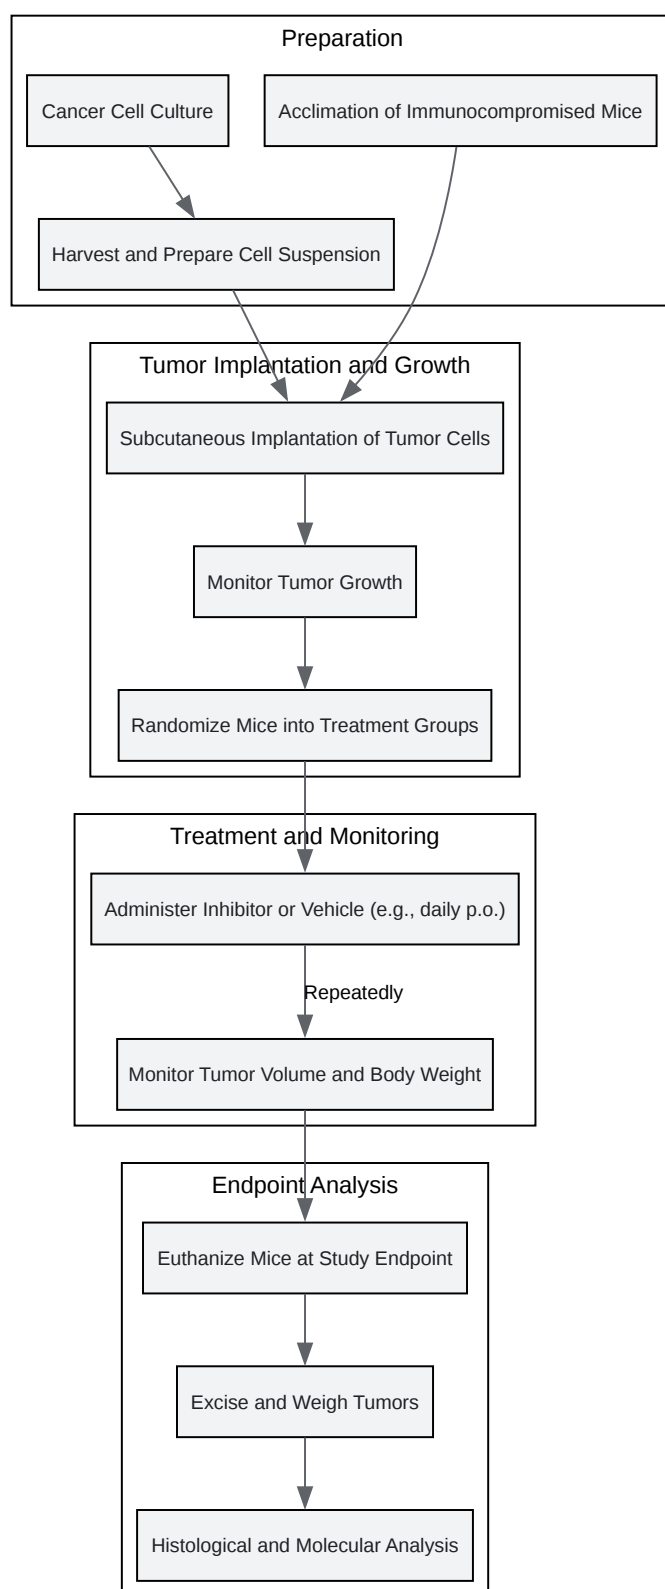 Preparation
Cancer Cell Culture
Acclimation of Immunocompromised Mice
Harvest and Prepare Cell Suspension
Tumor Implantation and Growth
Subcutaneous Implantation of Tumor Cells
Monitor Tumor Growth
Randomize Mice into Treatment Groups
Treatment and Monitoring
Administer Inhibitor or Vehicle (e.g., daily p.o.)
Repeatedly
Monitor Tumor Volume and Body Weight
Endpoint Analysis
Euthanize Mice at Study Endpoint
Excise and Weigh Tumors
Histological and Molecular Analysis